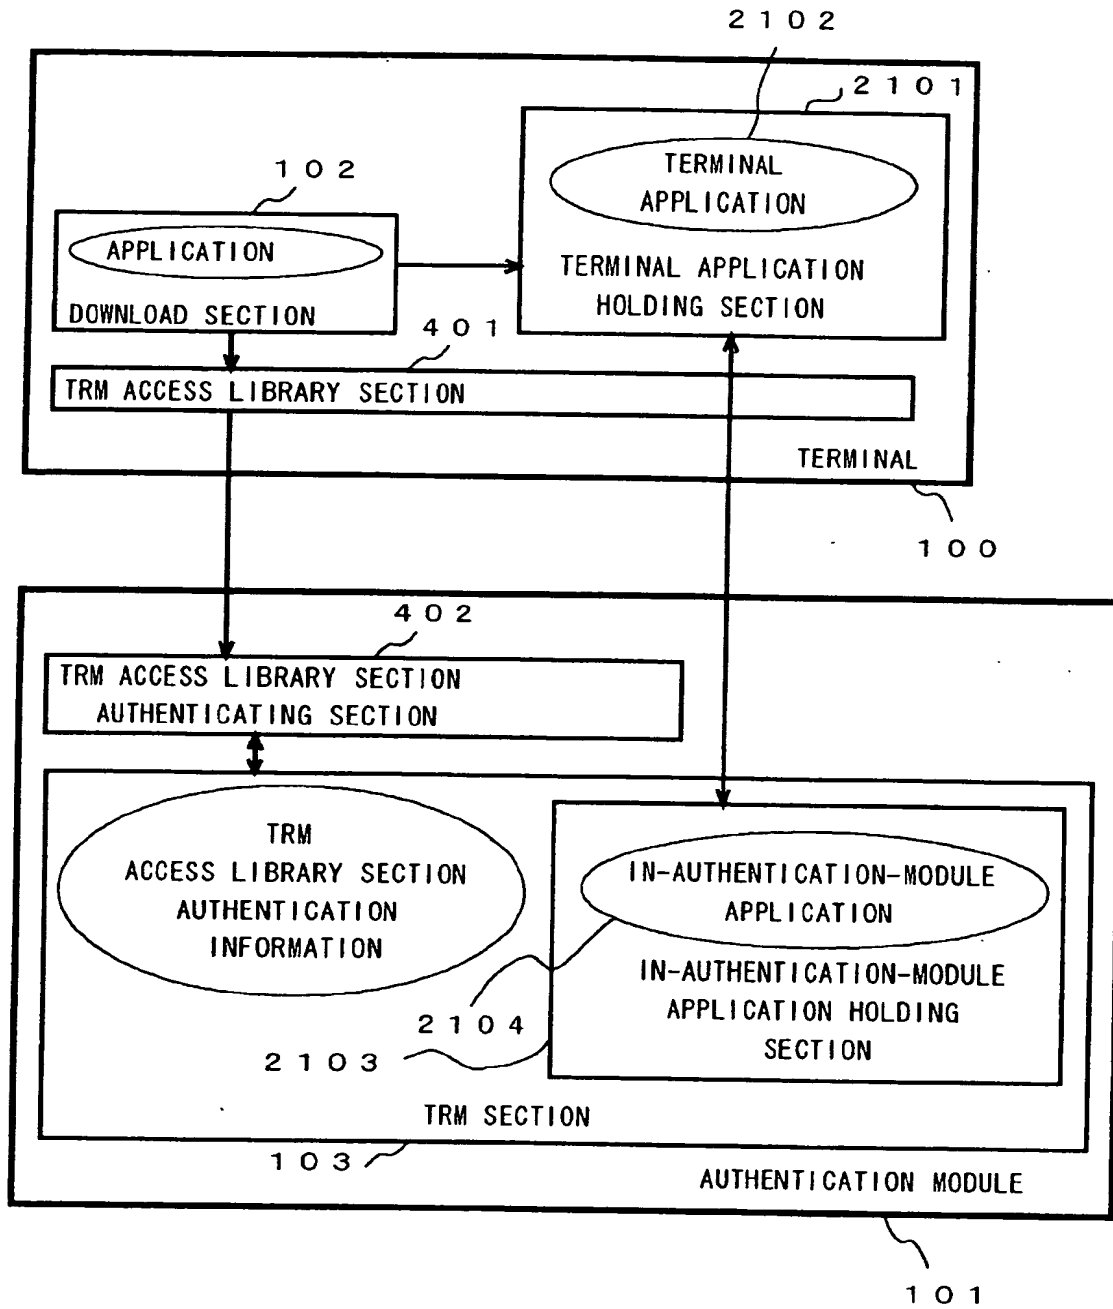 2102
2101
TERMINAL
APPLICATION
TERMINAL APPLICATION
HOLDING SECTION
102
APPLICATION
DOWNLOAD SECTION
401
TRM ACCESS LIBRARY SECTION
TERMINAL
100
402
TRM ACCESS LIBRARY SECTION
AUTHENTICATING SECTION
TRM
ACCESS LIBRARY SECTION
AUTHENTICATION
INFORMATION
IN-AUTHENTICATION-MODULE
APPLICATION
IN-AUTHENTICATION-MODULE
APPLICATION HOLDING
SECTION
2104
2103
TRM SECTION
103
AUTHENTICATION MODULE
101